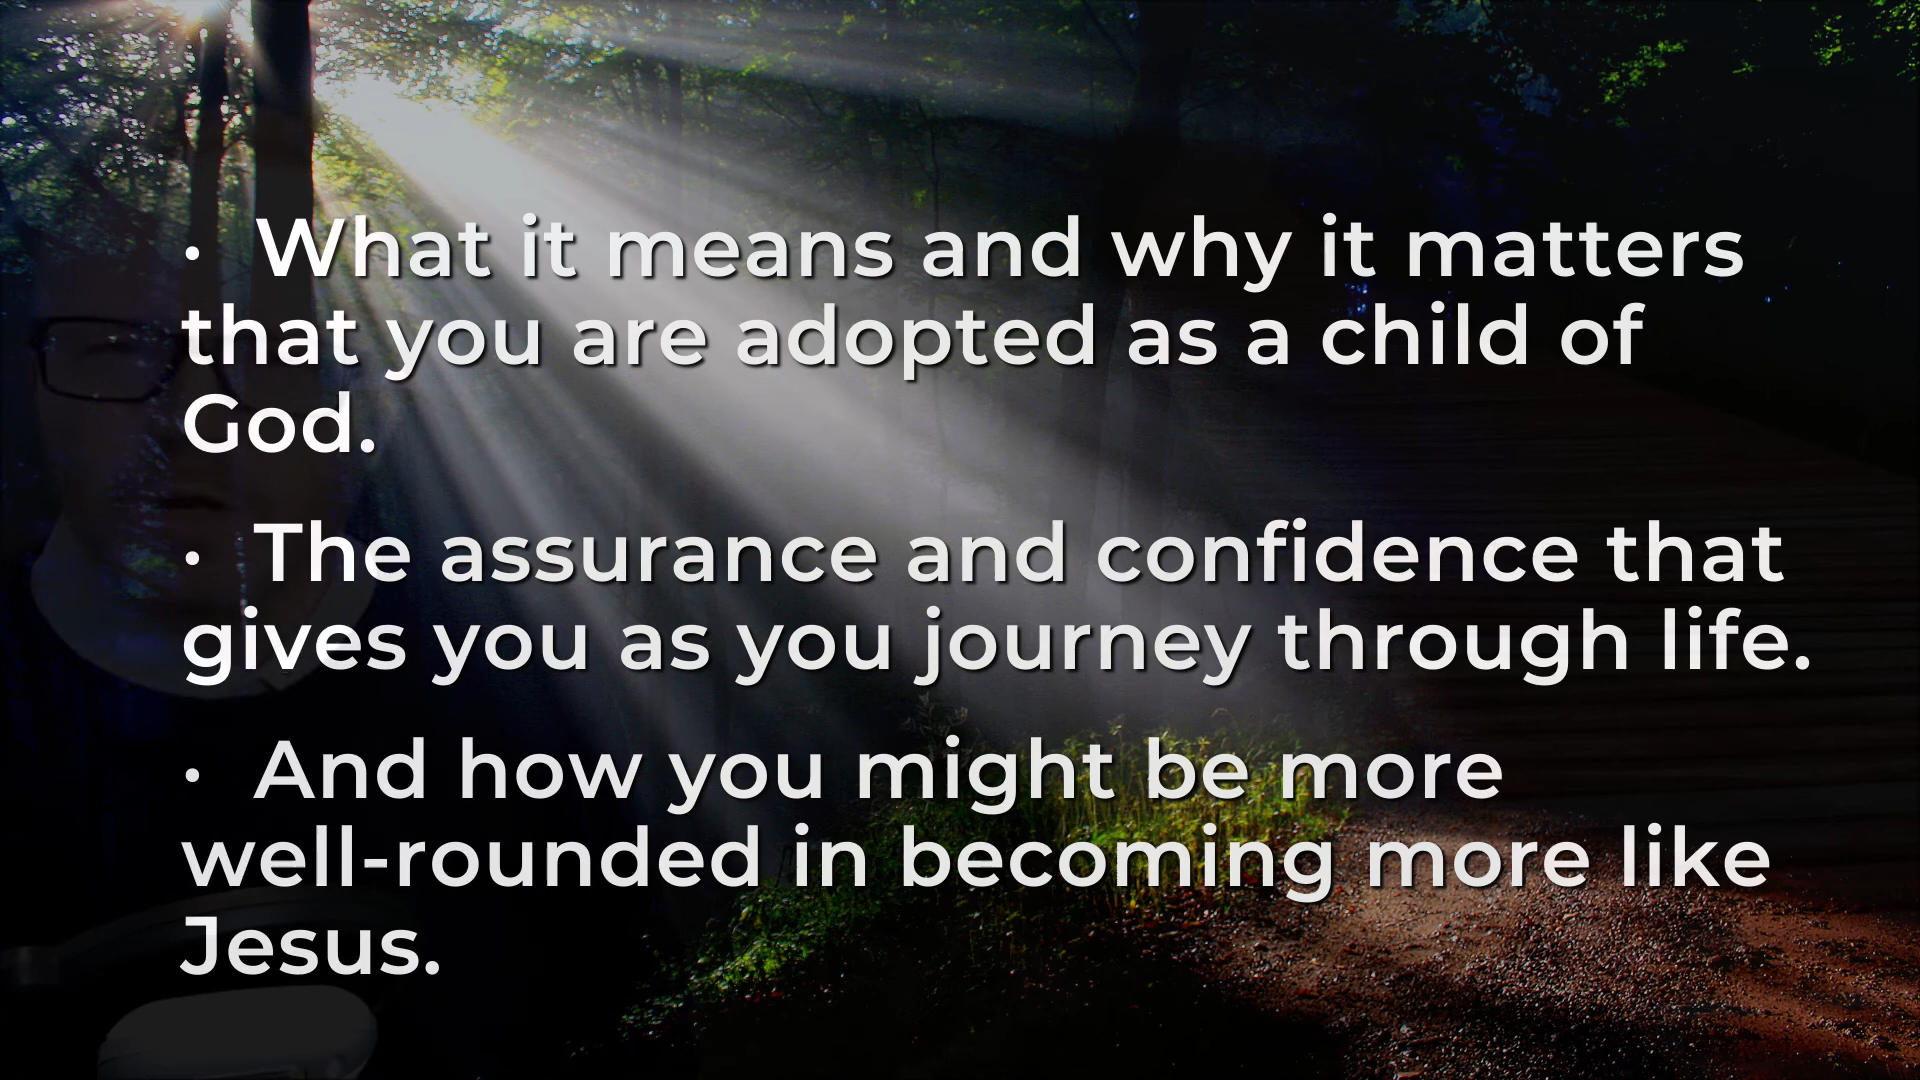 • What it means and why it matters
that you are adopted as a child of
God.
• The assurance and confidence that
gives you as you journey through life.
• And how you might be more
well-rounded in becoming more like
Jesus.